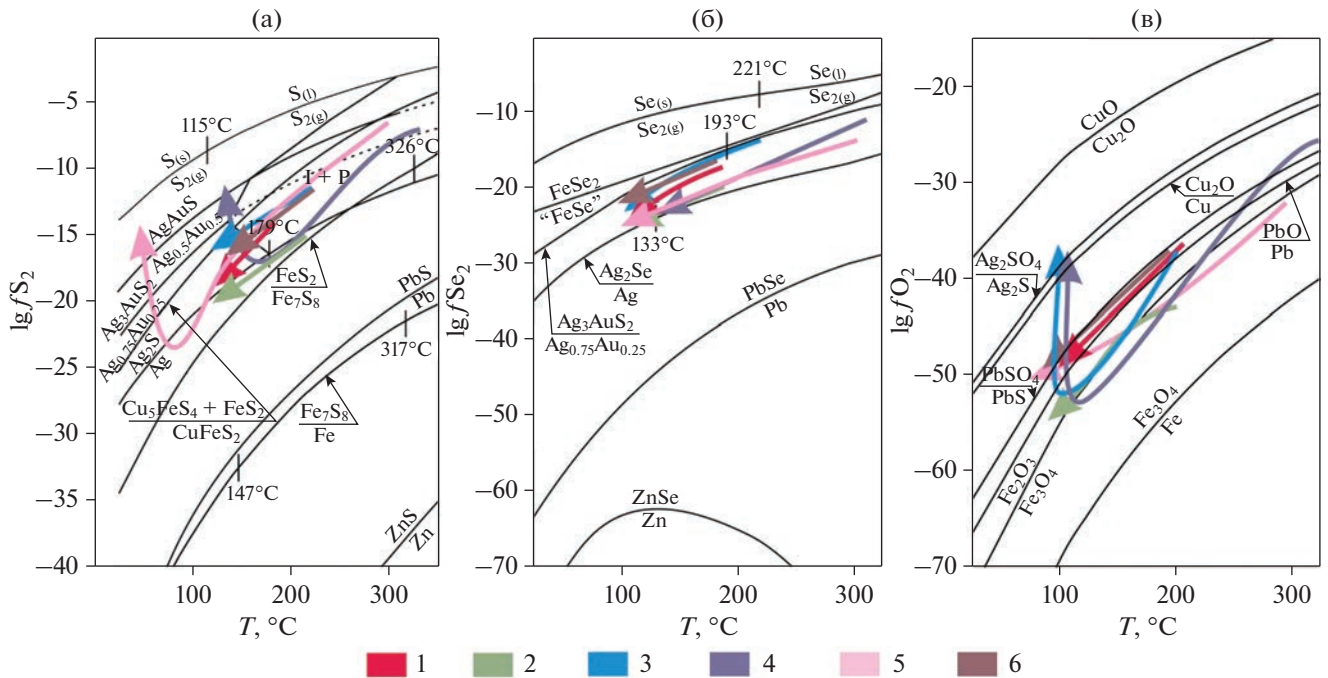 (а)
lg fS₂
−5
−10
−15
−20
−25
−30
−35
−40
S(l)
S₂(g)
115°C
S(s)
S₂(g)
326°C
I + P
AgAuS
Ag₀.₅Au₀.₅
179°C
FeS₂
Fe₇S₈
Ag₃AuS₂
Ag₀.₇₅Au₀.₂₅
Ag₂S
Ag
PbS
Pb
317°C
Cu₅FeS₄ + FeS₂
CuFeS₂
Fe₇S₈
Fe
147°C
ZnS
Zn
100
200
300
T, °C
(б)
lg fSe₂
−10
−20
−30
−40
−50
−60
−70
221°C
Se(l)
Se(s)
Se₂(g)
Se₂(g)
193°C
FeSe₂
“FeSe”
133°C
Ag₂Se
Ag
Ag₃AuS₂
Ag₀.₇₅Au₀.₂₅
PbSe
Pb
ZnSe
Zn
100
200
300
T, °C
(в)
lg fO₂
−20
−30
−40
−50
−60
−70
CuO
Cu₂O
Cu₂O
Cu
PbO
Pb
Ag₂SO₄
Ag₂S
PbSO₄
PbS
Fe₃O₄
Fe
Fe₂O₃
Fe₃O₄
100
200
300
T, °C
1
2
3
4
5
6